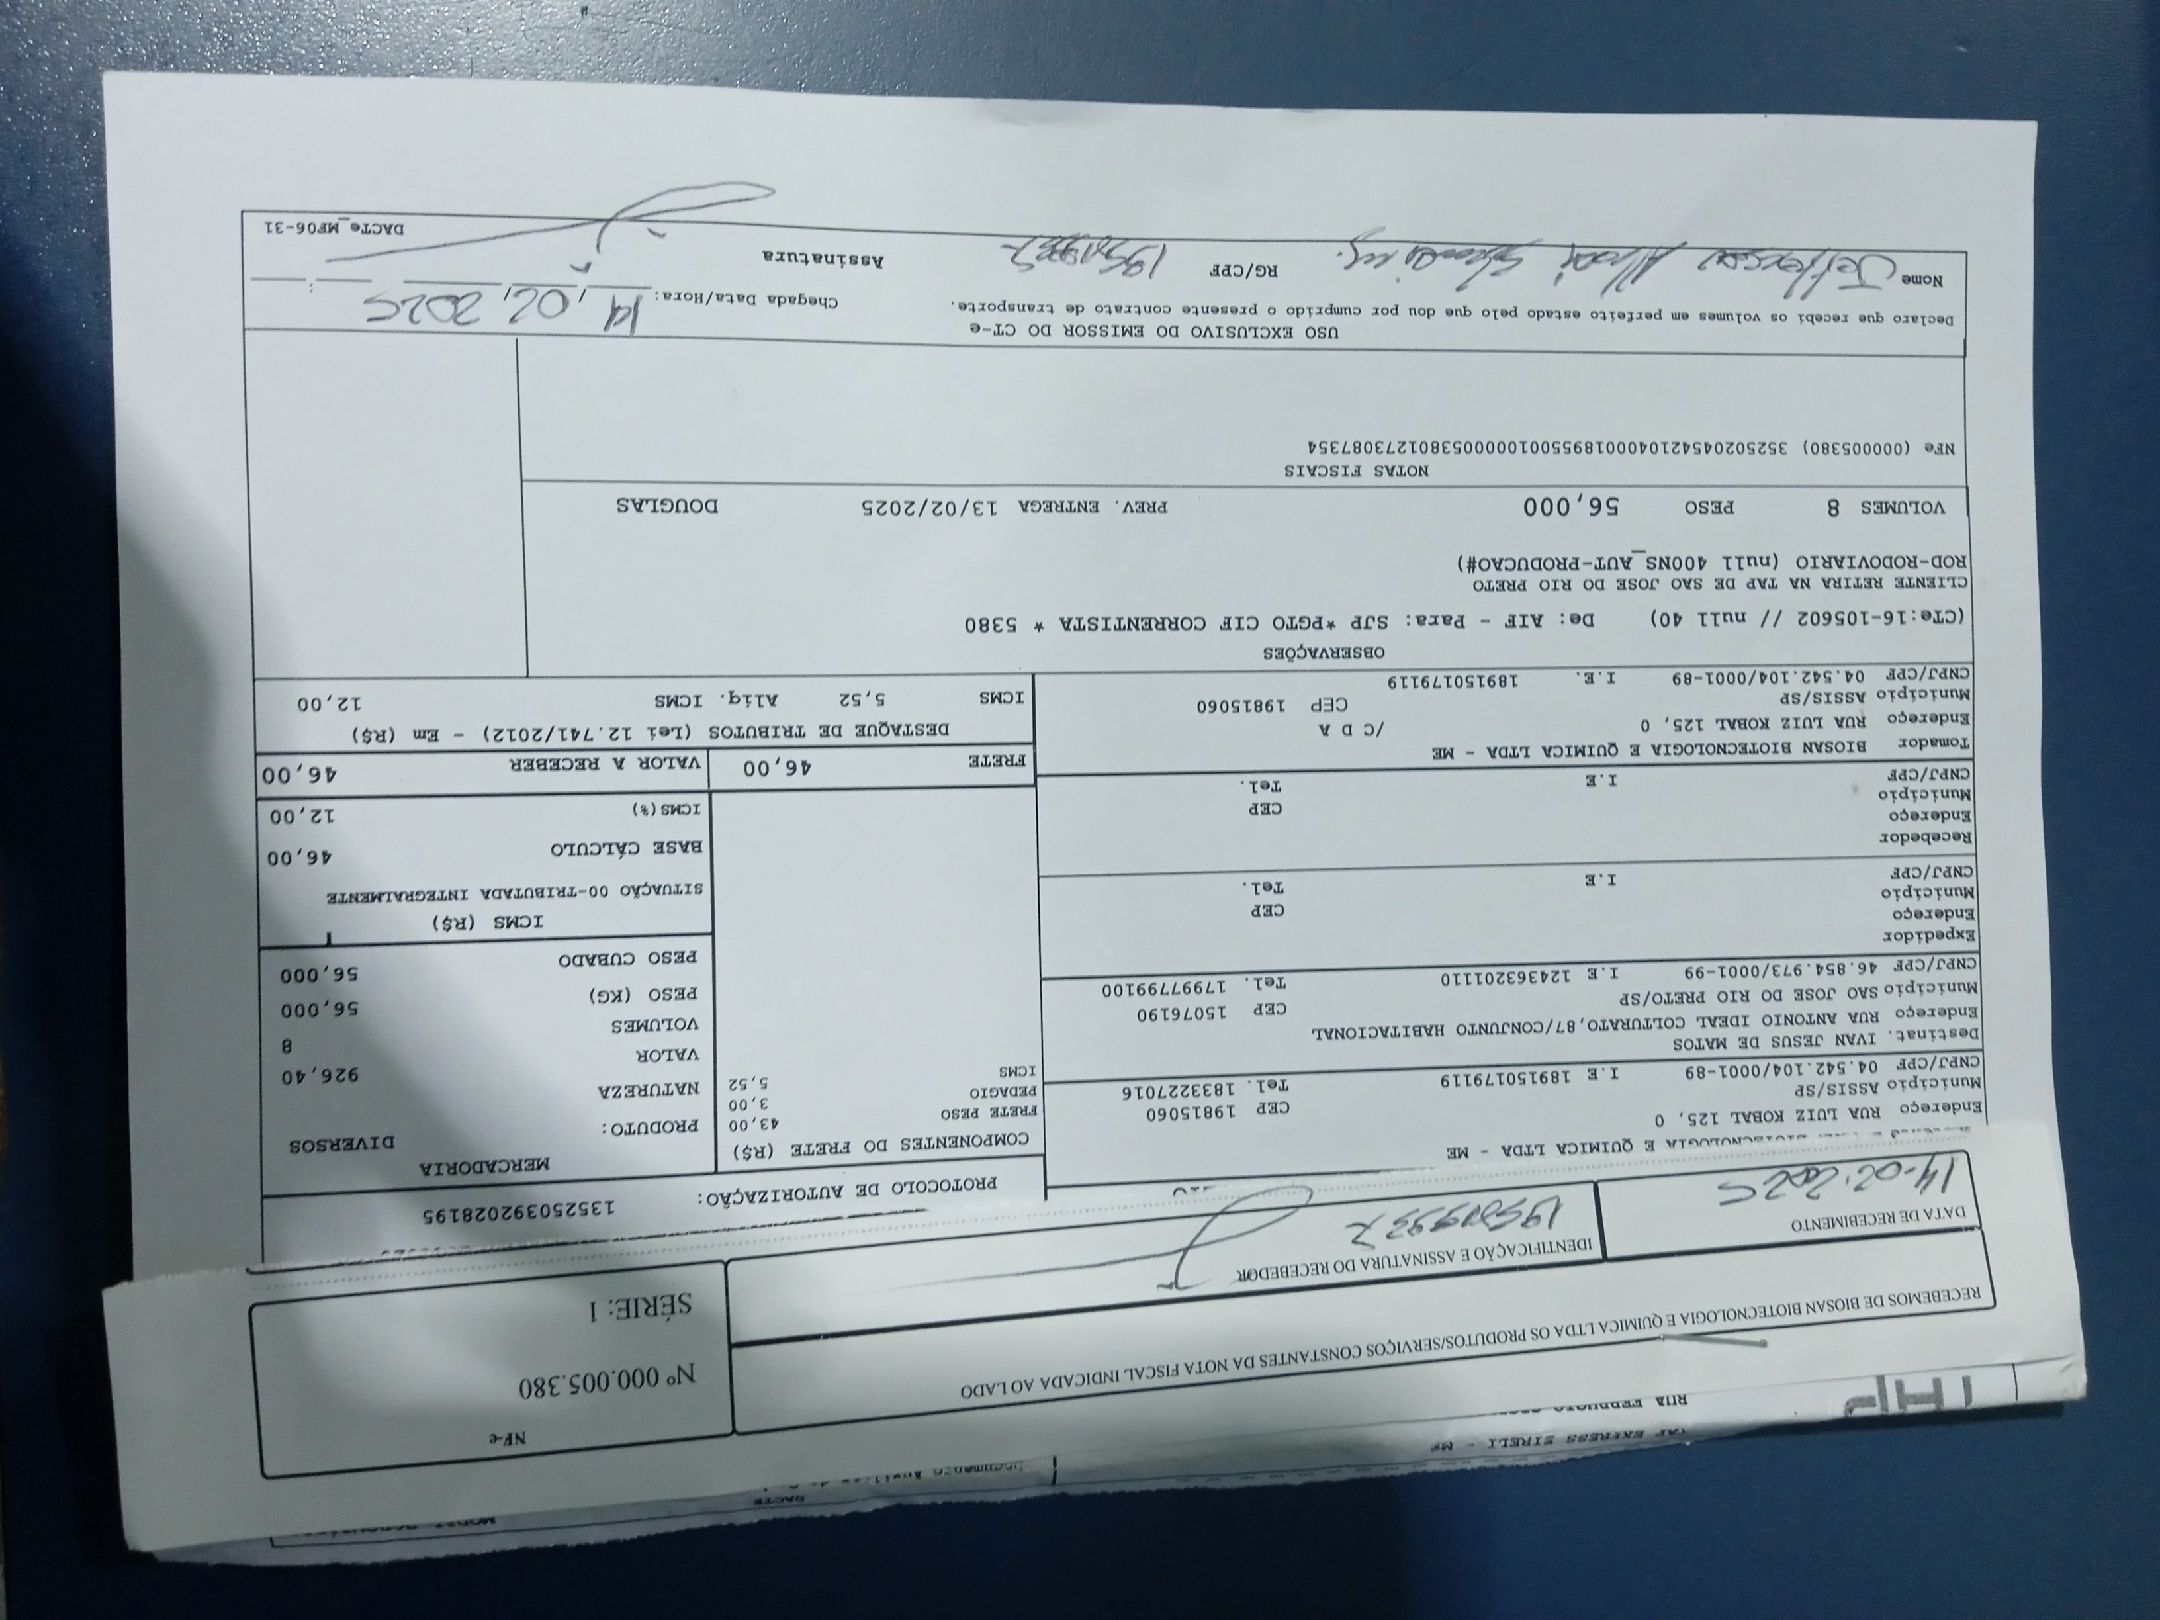 DACTE
TAP EXPRESS EIRELI - ME
NF-e
Nº 000.005.380
SÉRIE: 1
RECEBEMOS DE BIOSAN BIOTECNOLOGIA E QUIMICA LTDA OS PRODUTOS/SERVIÇOS CONSTANTES DA NOTA FISCAL INDICADA AO LADO
DATA DE RECEBIMENTO
14.02.2025
IDENTIFICAÇÃO E ASSINATURA DO RECEBEDOR
PROTOCOLO DE AUTORIZAÇÃO: 135250392028195
BIOTECNOLOGIA E QUIMICA LTDA - ME
Endereço RUA LUIZ KOBAL 125, 0 CEP 19815060
Município ASSIS/SP Tel. 1833227016
CNPJ/CPF 04.542.104/0001-89 I.E 189150179119
Destinat. IVAN JESUS DE MATOS
Endereço RUA ANTONIO IDEAL COLTURATO,87/CONJUNTO HABITACIONAL
Município SAO JOSE DO RIO PRETO/SP CEP 15076190
CNPJ/CPF 46.854.973/0001-99 I.E 124363201110 Tel. 17997799100
Expedidor
Endereço
Município CEP
CNPJ/CPF I.E Tel.
Recebedor
Endereço
Município CEP
CNPJ/CPF I.E Tel.
Tomador BIOSAN BIOTECNOLOGIA E QUIMICA LTDA - ME
Endereço RUA LUIZ KOBAL 125, 0 /C D A
Município ASSIS/SP CEP 19815060
CNPJ/CPF 04.542.104/0001-89 I.E. 189150179119
COMPONENTES DO FRETE (R$)
FRETE PESO 43,00
PEDAGIO 3,00
ICMS 5,52
MERCADORIA
PRODUTO: DIVERSOS
NATUREZA
VALOR 926,40
VOLUMES 8
PESO (KG) 56,000
PESO CUBADO 56,000
ICMS (R$)
SITUAÇÃO 00-TRIBUTADA INTEGRALMENTE
BASE CÁLCULO 46,00
ICMS(%) 12,00
FRETE 46,00 VALOR A RECEBER 46,00
DESTAQUE DE TRIBUTOS (Lei 12.741/2012) - Em (R$)
ICMS 5,52 Alíq. ICMS 12,00
OBSERVAÇÕES
(CTe:16-105602 // null 40) De: AIF - Para: SJP *PGTO CIF CORRENTISTA * 5380
CLIENTE RETIRA NA TAP DE SAO JOSE DO RIO PRETO
ROD-RODOVIARIO (null 400NS_AUT-PRODUCAO#)
VOLUMES 8 PESO 56,000 PREV. ENTREGA 13/02/2025 DOUGLAS
NOTAS FISCAIS
NFe (000005380) 35250204542104000189550010000053801273087354
USO EXCLUSIVO DO EMISSOR DO CT-e
Declaro que recebi os volumes em perfeito estado pelo que dou por cumprido o presente contrato de transporte.
Chegada Data/Hora: 14/02/2025 :
Nome Jefferson RG/CPF Assinatura
DACTe_MF06-31